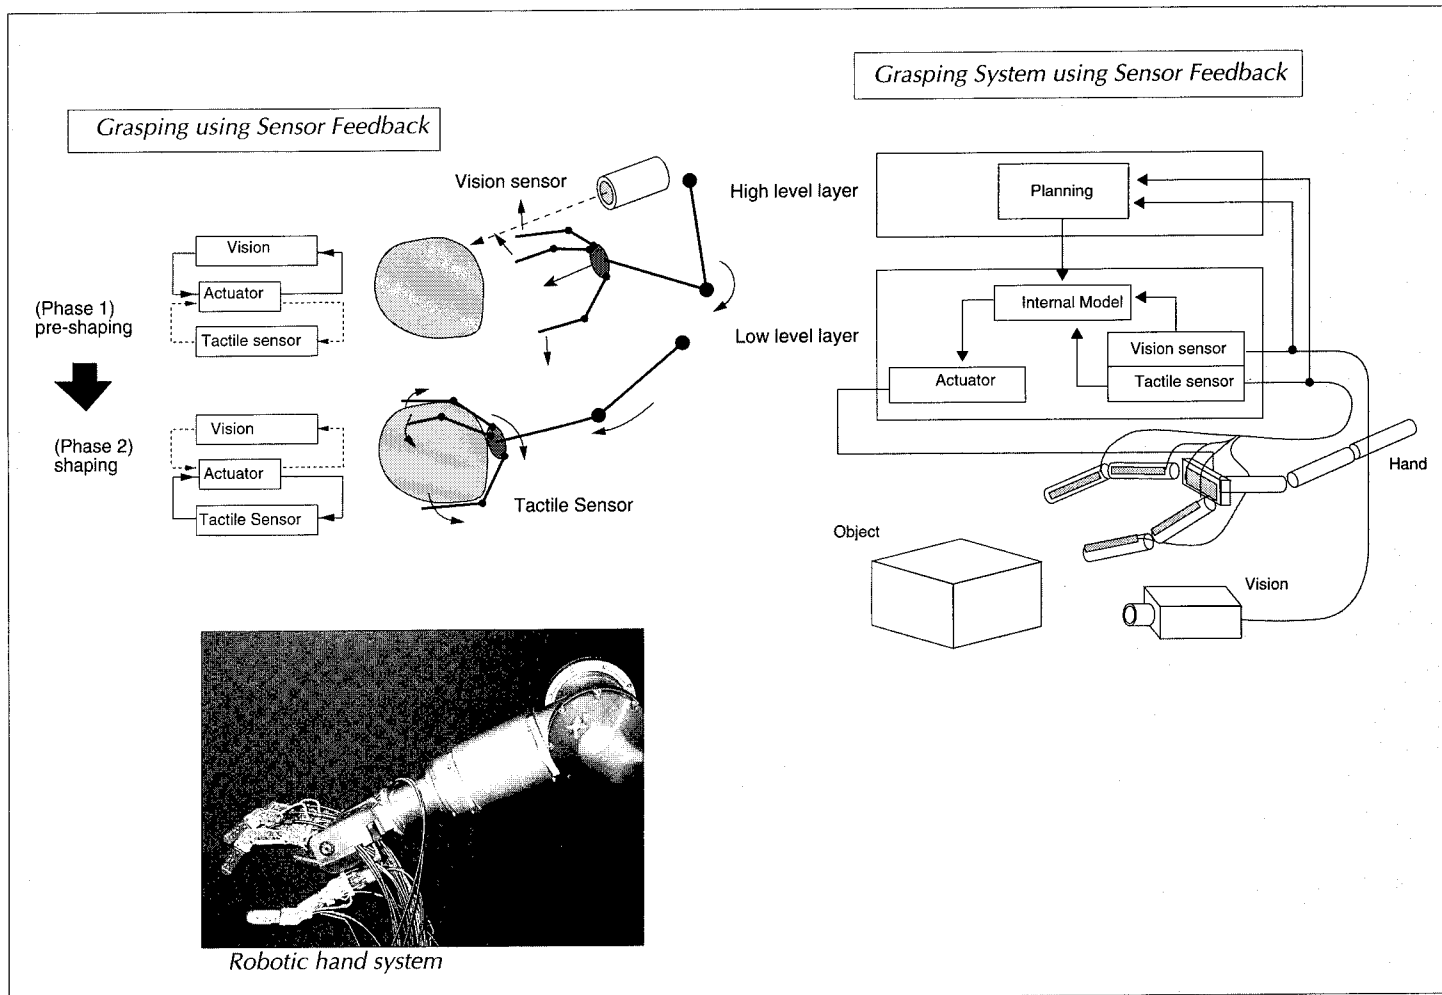 Grasping using Sensor Feedback
Vision sensor
Vision
Actuator
Tactile sensor
(Phase 1)
pre-shaping
(Phase 2)
shaping
Vision
Actuator
Tactile Sensor
Tactile Sensor
Robotic hand system
Grasping System using Sensor Feedback
High level layer
Planning
Low level layer
Internal Model
Vision sensor
Tactile sensor
Actuator
Hand
Object
Vision